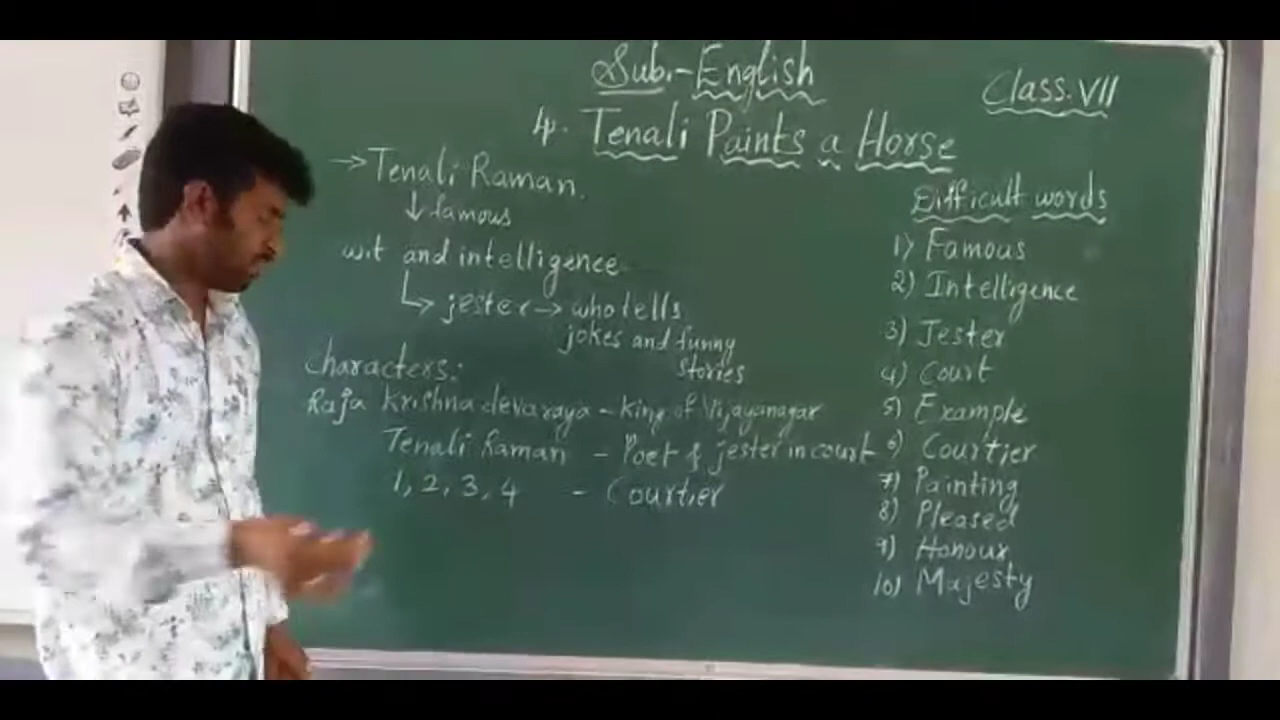 Sub:- English
Class. VII
4. Tenali Paints a Horse
→ Tenali Raman.
↓ famous
wit and intelligence
↳ jester → who tells
jokes and funny
stories
Characters:
Raja Krishna devaraya - King of Vijayanagar
Tenali Raman - Poet & jester in court
1, 2, 3, 4 - Courtier
Difficult words
1) Famous
2) Intelligence
3) Jester
4) Court
5) Example
6) Courtier
7) Painting
8) Pleased
9) Honour
10) Majesty